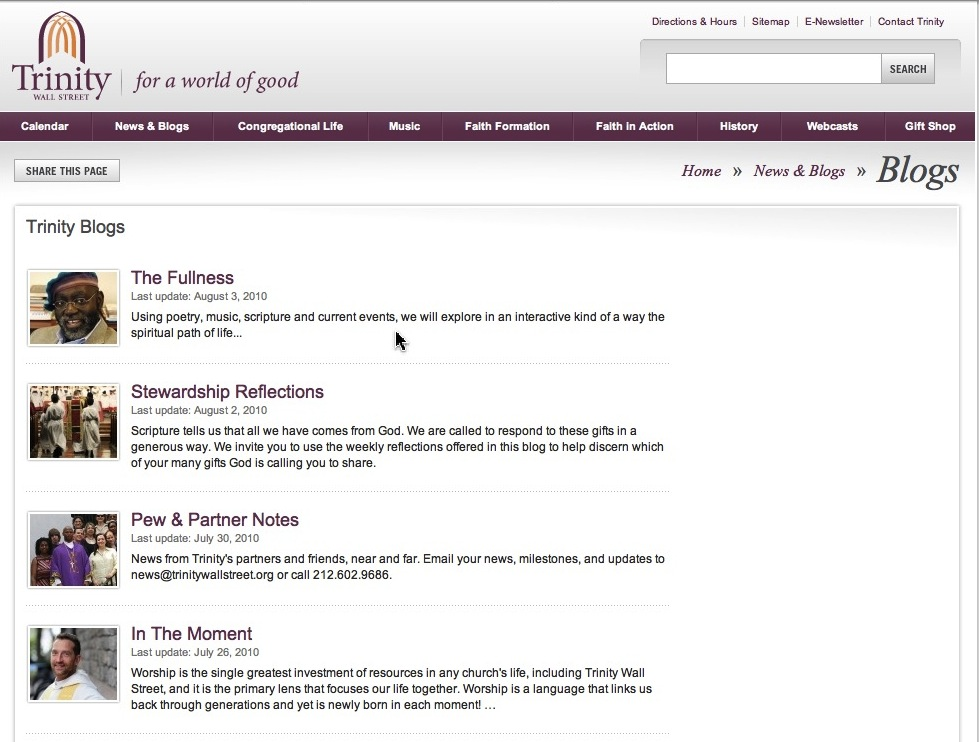 Directions & Hours Sitemap E-Newsletter Contact Trinity
Trinity
WALL STREET
for a world of good
SEARCH
Calendar News & Blogs Congregational Life Music Faith Formation Faith in Action History Webcasts Gift Shop
SHARE THIS PAGE
Home » News & Blogs » Blogs
Trinity Blogs
The Fullness
Last update: August 3, 2010
Using poetry, music, scripture and current events, we will explore in an interactive kind of a way the
spiritual path of life...
Stewardship Reflections
Last update: August 2, 2010
Scripture tells us that all we have comes from God. We are called to respond to these gifts in a
generous way. We invite you to use the weekly reflections offered in this blog to help discern which
of your many gifts God is calling you to share.
Pew & Partner Notes
Last update: July 30, 2010
News from Trinity's partners and friends, near and far. Email your news, milestones, and updates to
news@trinitywallstreet.org or call 212.602.9686.
In The Moment
Last update: July 26, 2010
Worship is the single greatest investment of resources in any church's life, including Trinity Wall
Street, and it is the primary lens that focuses our life together. Worship is a language that links us
back through generations and yet is newly born in each moment! …